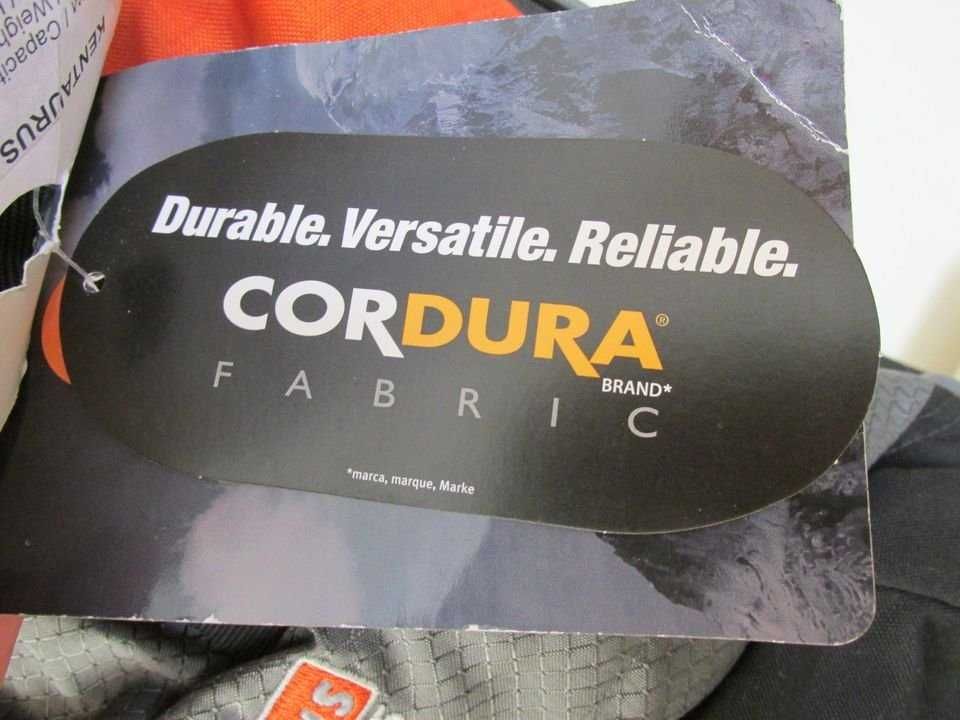 KENTAURUS
Durable. Versatile. Reliable.
CORDURA®
BRAND*
FABRIC
*marca, marque, Marke